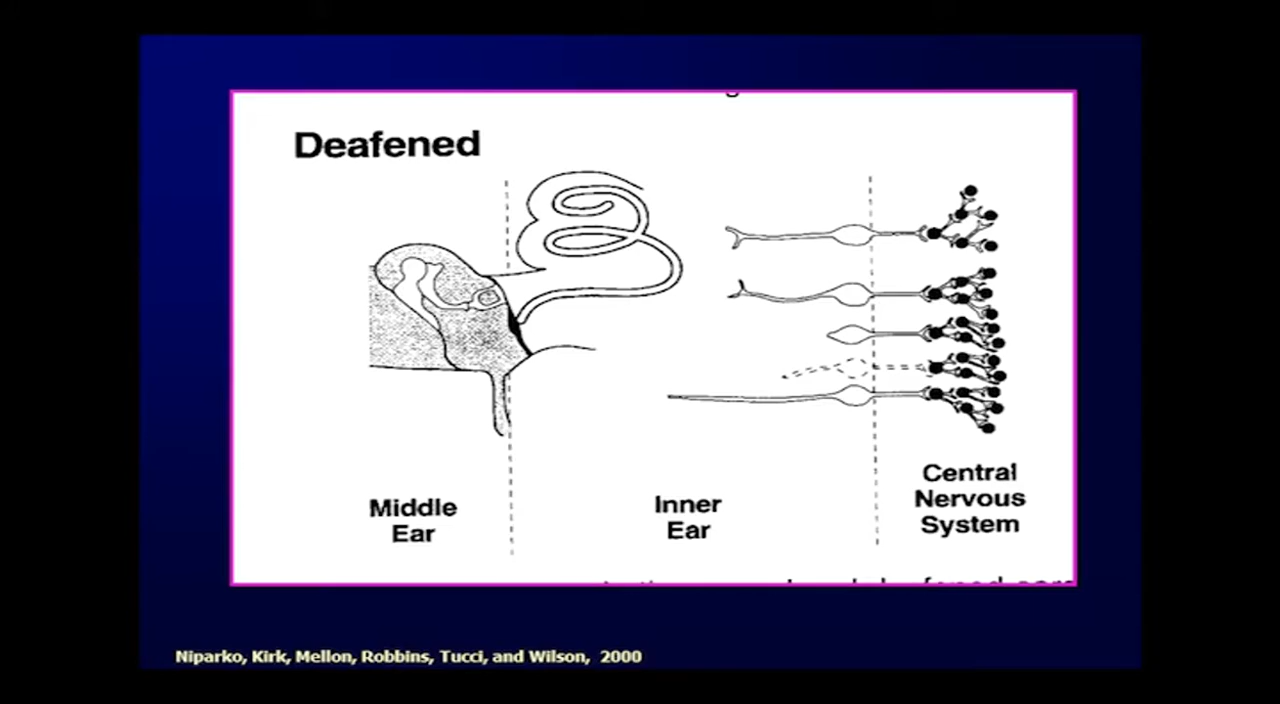 Deafened
Middle
Ear
Inner
Ear
Central
Nervous
System
Niparko, Kirk, Mellon, Robbins, Tucci, and Wilson, 2000